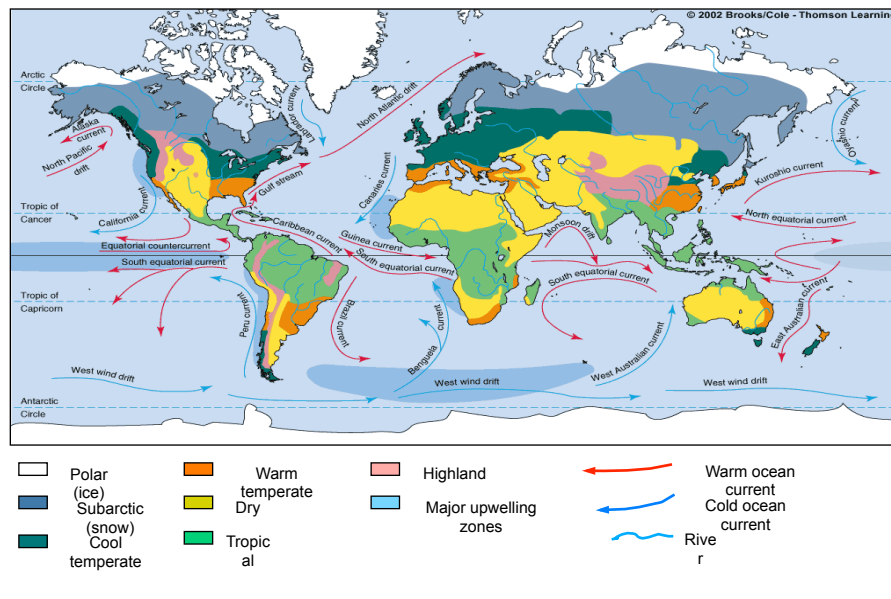 © 2002 Brooks/Cole - Thomson Learning
Arctic
Circle
Alaska
current
North Pacific
drift
Labrador current
North Atlantic drift
Oyashio current
Gulf stream
Canaries current
Kuroshio current
Tropic of
Cancer
California
current
Caribbean current
Guinea current
Monsoon drift
North equatorial current
Equatorial countercurrent
South equatorial current
South equatorial current
South equatorial current
Tropic of
Capricorn
Peru current
Brazil current
Benguela
current
West Australian current
East Australian current
West wind drift
West wind drift
West wind drift
Antarctic
Circle
Polar
(ice)
Subarctic
(snow)
Cool
temperate
Warm
temperate
Dry
Tropic
al
Highland
Major upwelling
zones
Warm ocean
current
Cold ocean
current
Rive
r